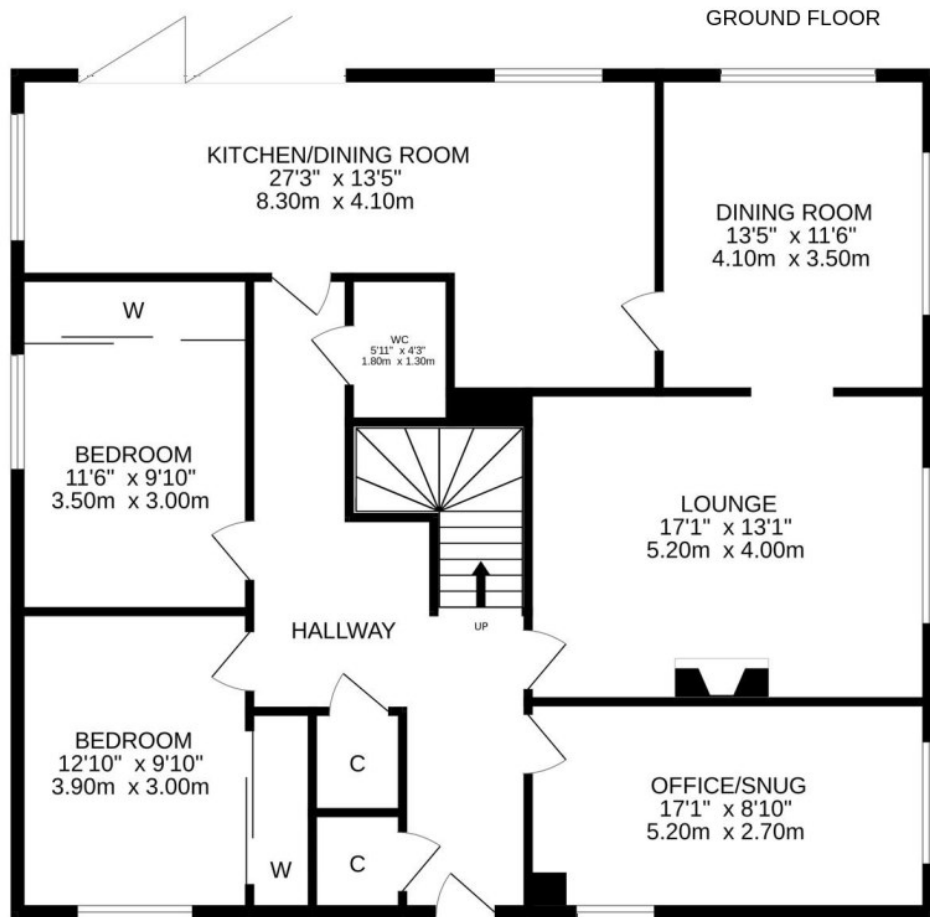 GROUND FLOOR
KITCHEN/DINING ROOM
27'3" x 13'5"
8.30m x 4.10m
DINING ROOM
13'5" x 11'6"
4.10m x 3.50m
W
WC
5'11" x 4'3"
1.80m x 1.30m
BEDROOM
11'6" x 9'10"
3.50m x 3.00m
LOUNGE
17'1" x 13'1"
5.20m x 4.00m
HALLWAY
UP
BEDROOM
12'10" x 9'10"
3.90m x 3.00m
C
OFFICE/SNUG
17'1" x 8'10"
5.20m x 2.70m
W
C